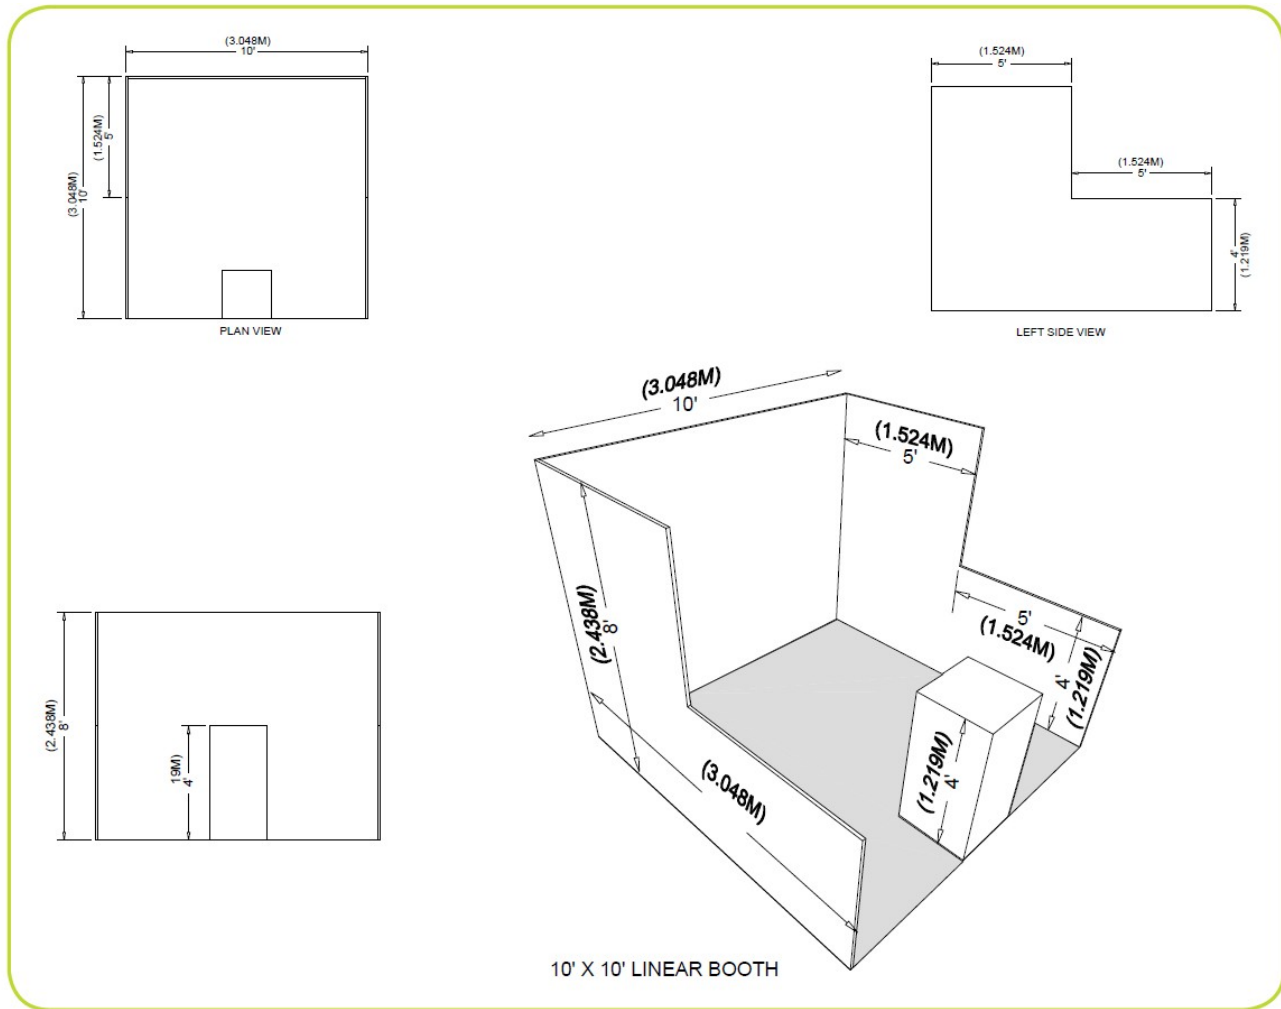 (3.048M)
10'
(1.524M)
5'
(3.048M)
10'
PLAN VIEW
(1.524M)
5'
(1.524M)
5'
4'
(1.219M)
LEFT SIDE VIEW
(3.048M)
10'
(1.524M)
5'
(2.438M)
8'
5'
(1.524M)
4'
(1.219M)
(3.048M)
(1.219M)
4'
(2.438M)
8'
19M)
4'
10' X 10' LINEAR BOOTH